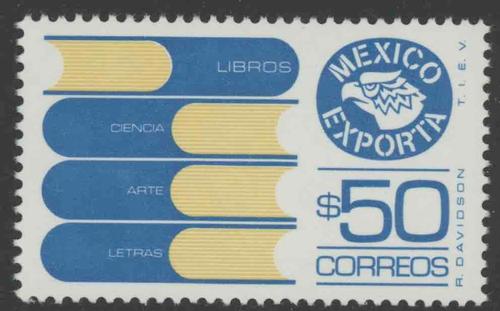 LIBROS
CIENCIA
ARTE
LETRAS
MEXICO
EXPORTA
$50
CORREOS
R. DAVIDSON T. I. E. V.